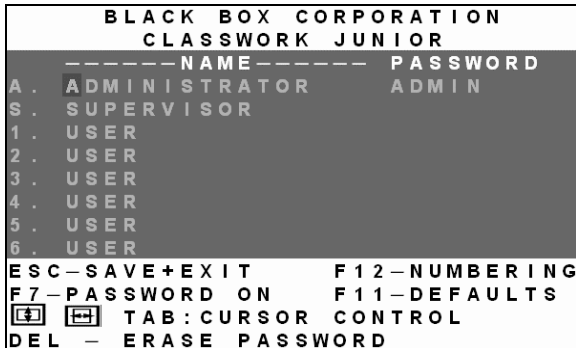 BLACK BOX CORPORATION
CLASSWORK JUNIOR
------NAME------ PASSWORD
A. ADMINISTRATOR ADMIN
S. SUPERVISOR
1. USER
2. USER
3. USER
4. USER
5. USER
6. USER
ESC-SAVE+EXIT F12-NUMBERING
F7-PASSWORD ON F11-DEFAULTS
TAB:CURSOR CONTROL
DEL - ERASE PASSWORD